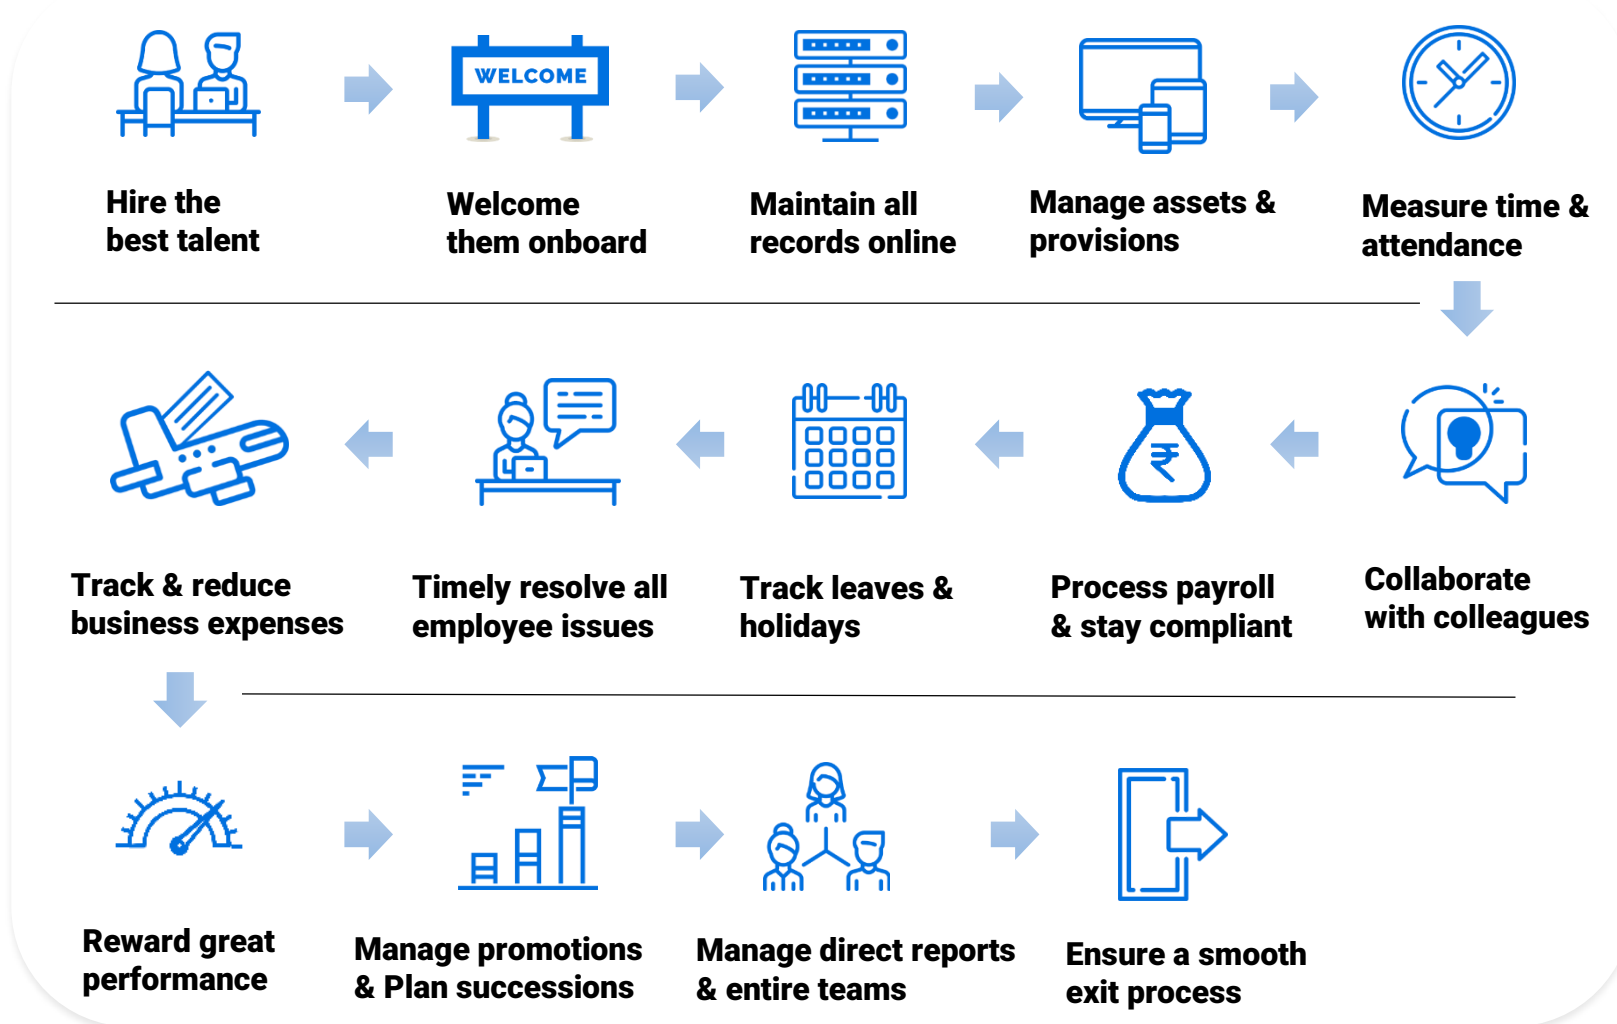 WELCOME
Hire the
best talent
Welcome
them onboard
Maintain all
records online
Manage assets &
provisions
Measure time &
attendance
Collaborate
with colleagues
₹
Process payroll
& stay compliant
Track leaves &
holidays
Timely resolve all
employee issues
Track & reduce
business expenses
Reward great
performance
Manage promotions
& Plan successions
Manage direct reports
& entire teams
Ensure a smooth
exit process